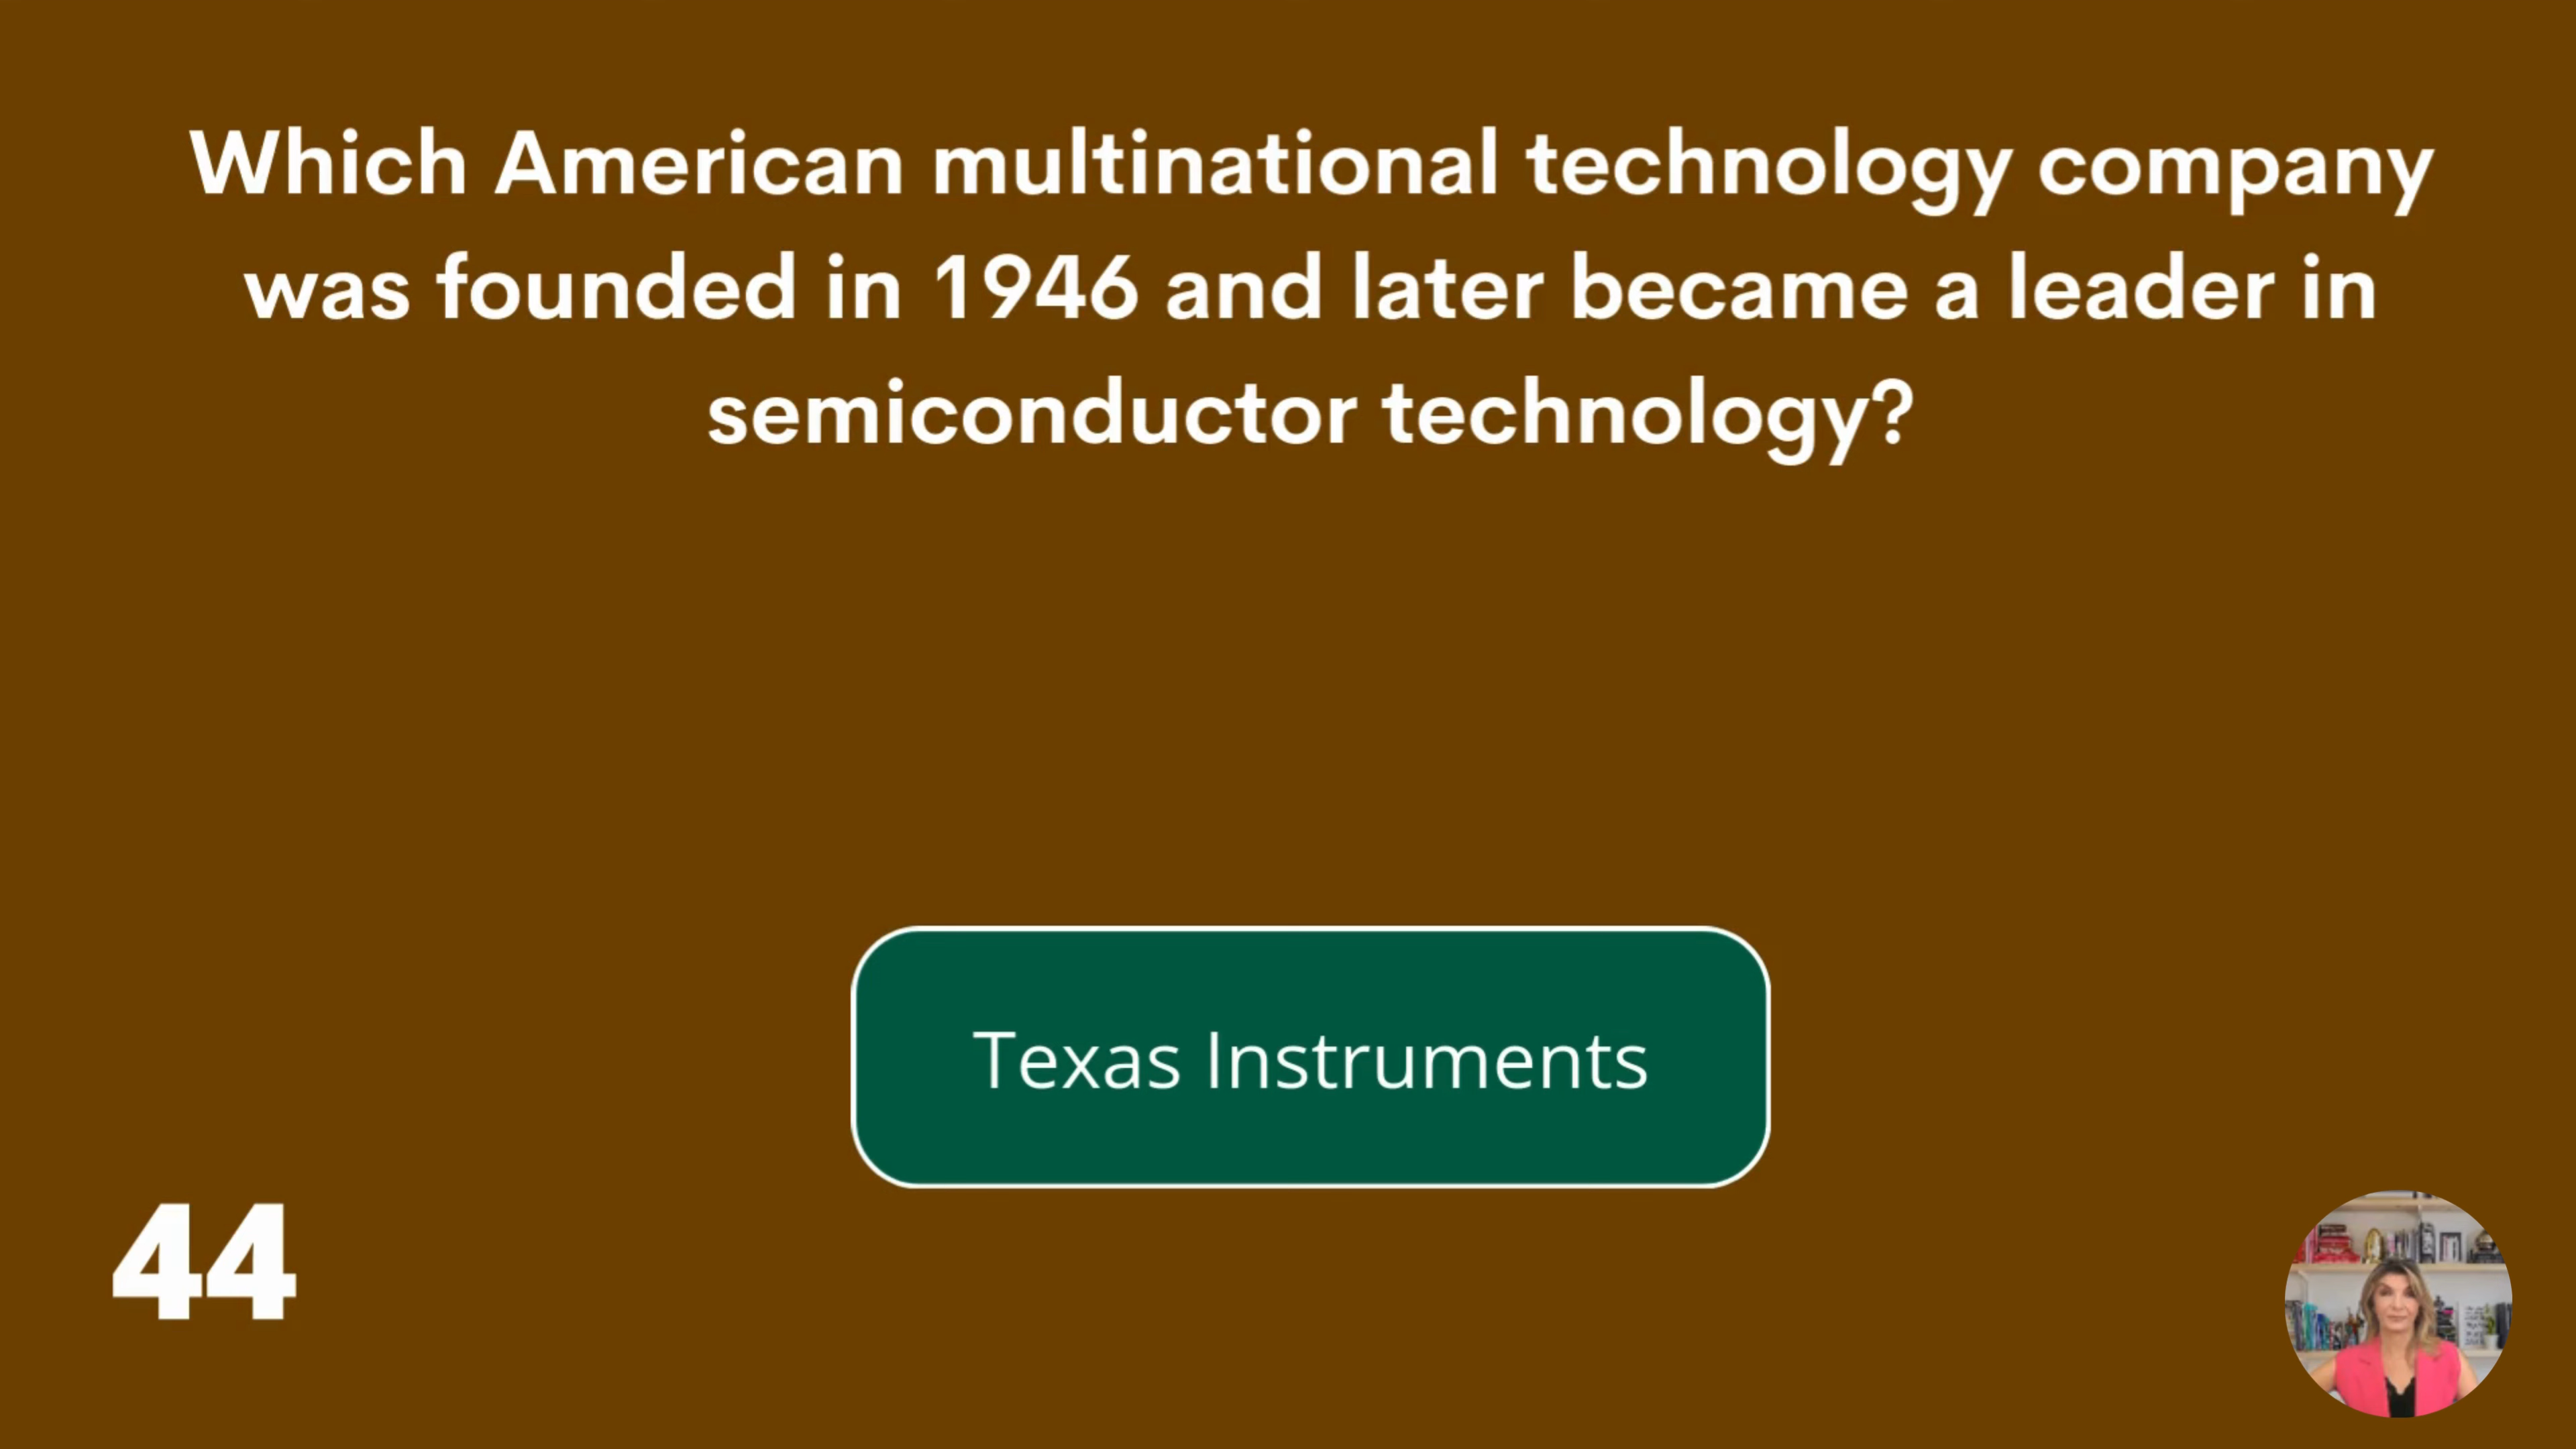 Which American multinational technology company
was founded in 1946 and later became a leader in
semiconductor technology?
Texas Instruments
44